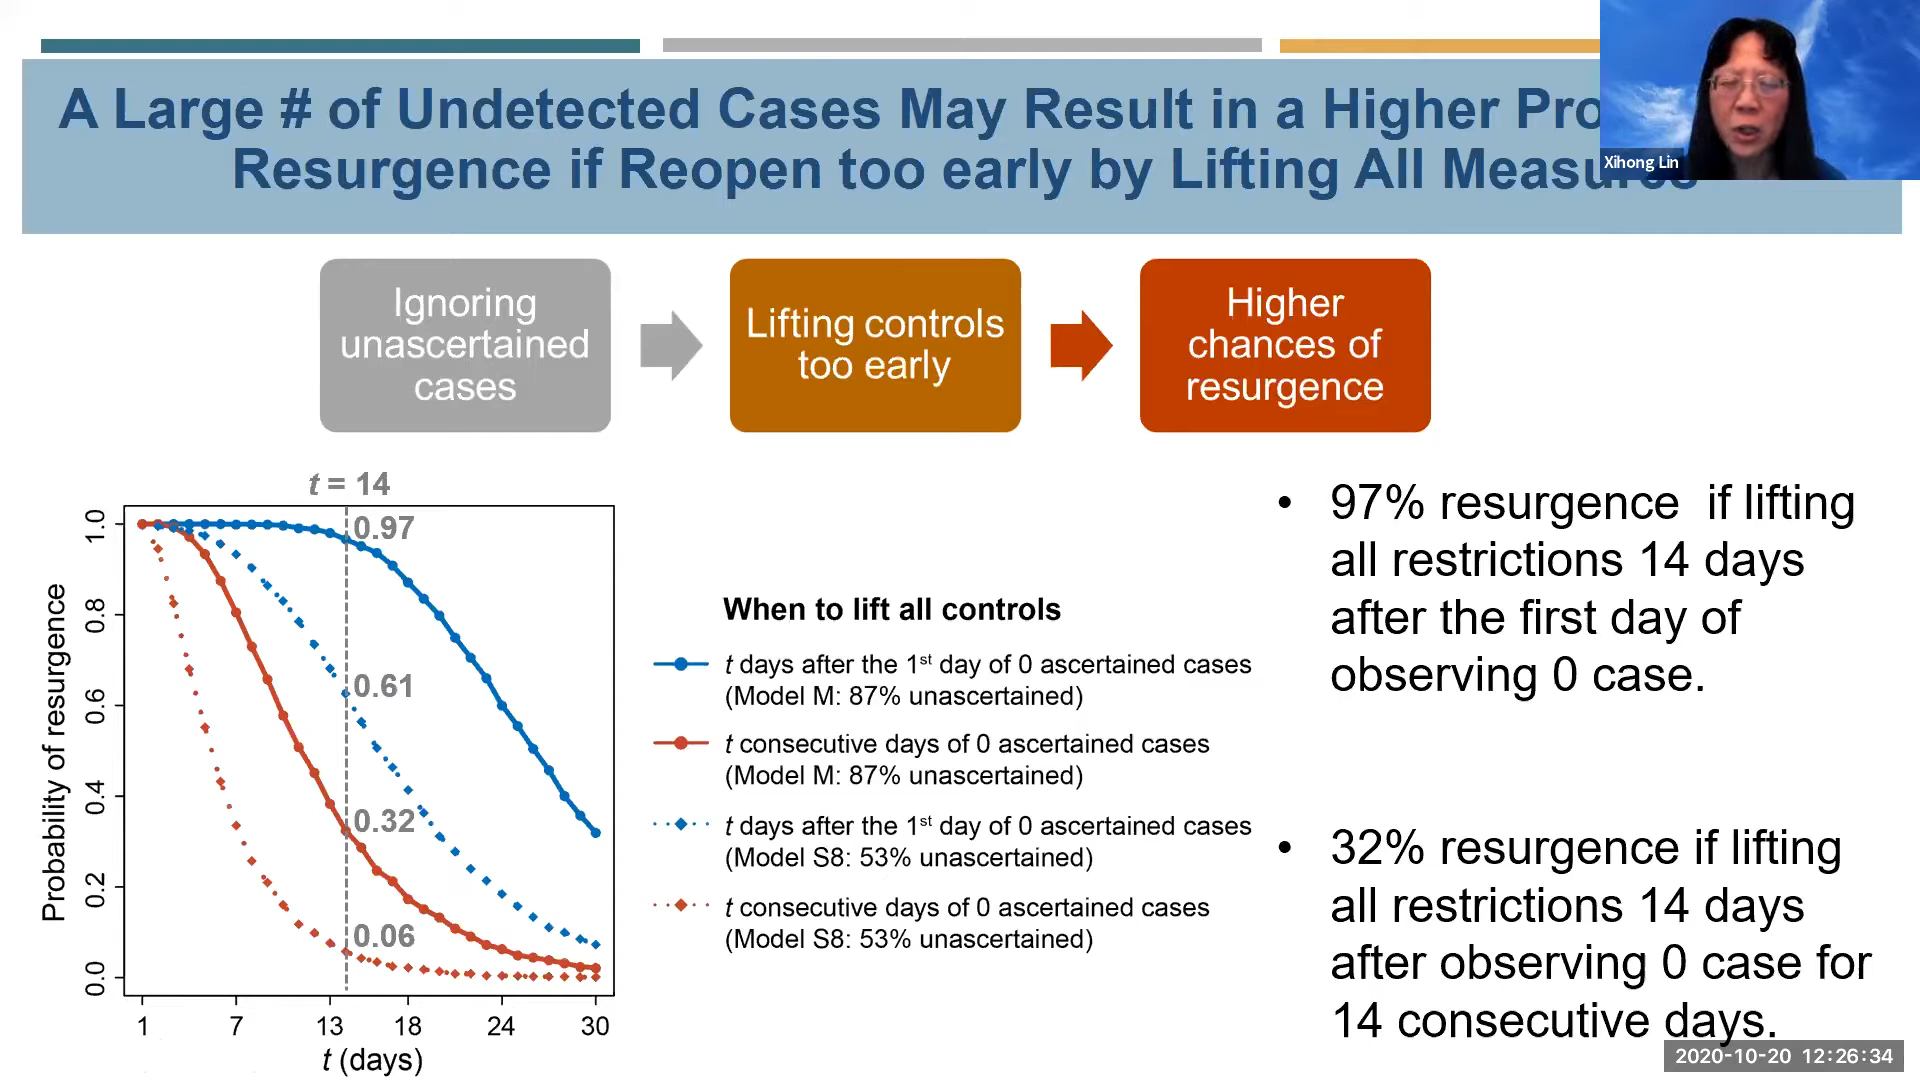 A Large # of Undetected Cases May Result in a Higher Pro
Resurgence if Reopen too early by Lifting All Measures
Xihong Lin
Ignoring
unascertained
cases
Lifting controls
too early
Higher
chances of
resurgence
t = 14
0.97
0.61
0.32
0.06
Probability of resurgence
1.0
0.8
0.6
0.4
0.2
0.0
1 7 13 18 24 30
t (days)
When to lift all controls
t days after the 1st day of 0 ascertained cases
(Model M: 87% unascertained)
t consecutive days of 0 ascertained cases
(Model M: 87% unascertained)
t days after the 1st day of 0 ascertained cases
(Model S8: 53% unascertained)
t consecutive days of 0 ascertained cases
(Model S8: 53% unascertained)
• 97% resurgence if lifting
all restrictions 14 days
after the first day of
observing 0 case.
• 32% resurgence if lifting
all restrictions 14 days
after observing 0 case for
14 consecutive days.
2020-10-20 12:26:34